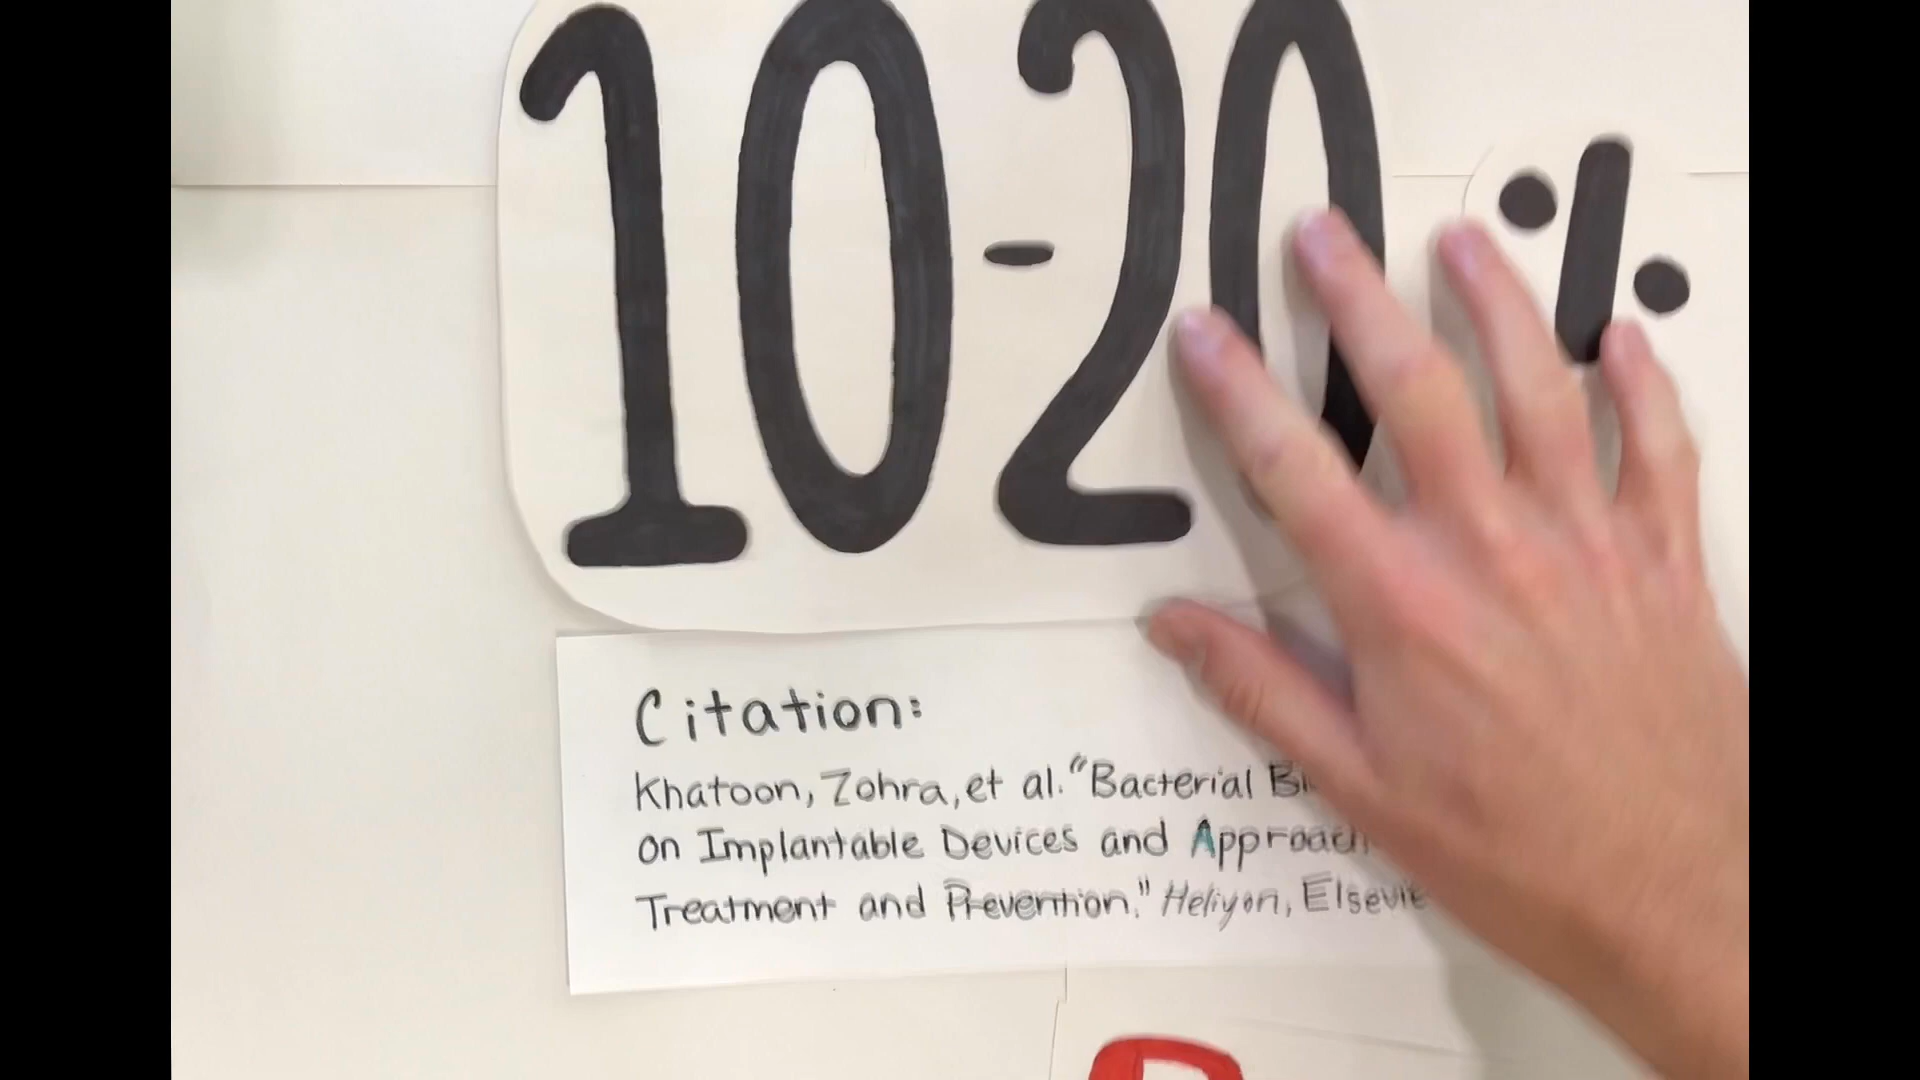 10-20 %
Citation:
Khatoon, Zohra, et al. "Bacterial
on Implantable Devices and
Treatment and Prevention." Heliyon,